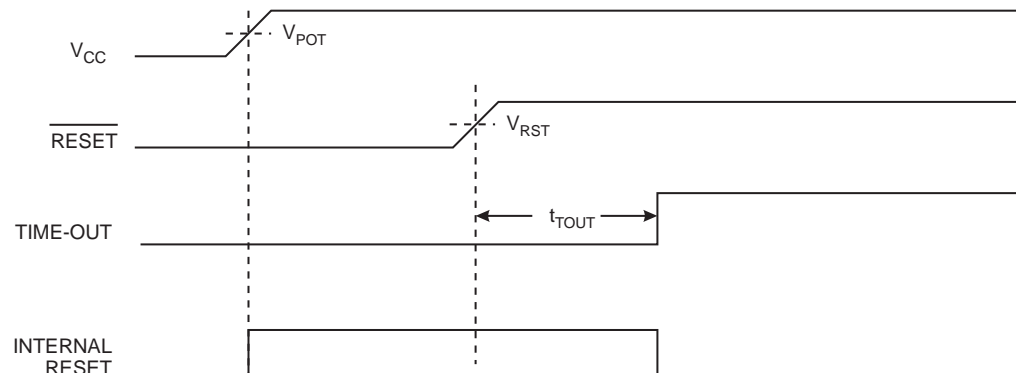 V_CC
V_POT
RESET
V_RST
t_TOUT
TIME-OUT
INTERNAL
RESET